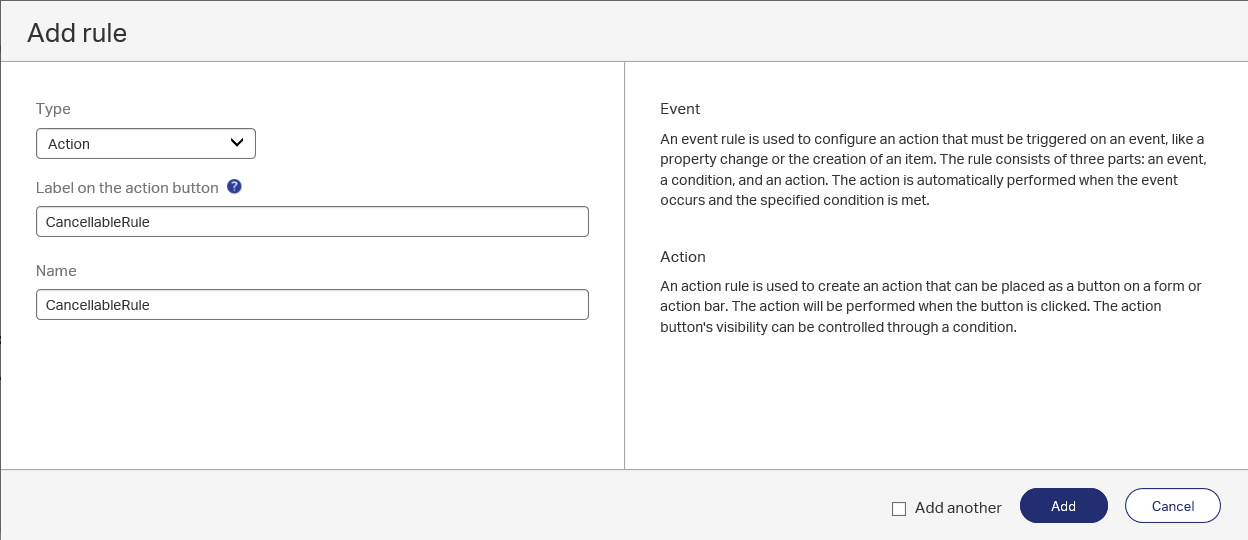 Add rule
Type
Action
Label on the action button ?
CancellableRule
Name
CancellableRule
Event
An event rule is used to configure an action that must be triggered on an event, like a
property change or the creation of an item. The rule consists of three parts: an event,
a condition, and an action. The action is automatically performed when the event
occurs and the specified condition is met.
Action
An action rule is used to create an action that can be placed as a button on a form or
action bar. The action will be performed when the button is clicked. The action
button's visibility can be controlled through a condition.
Add another
Add
Cancel